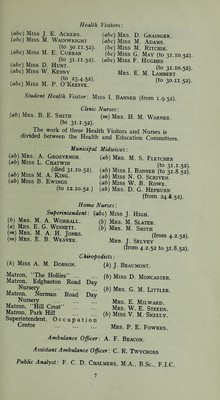 Health Visitors:
(abc) MISS J. E. ACKERS.
(abc) MISS M. WAINWRIGHT
(to 30.11.52).
(abc) MISS M. E. CURRAN
(to 31.11.52).
(abc) MISS D. HUNT.
(abc) MISS W. KENNY
(to 23.4.52).
(abc) MISS M. P. O'KEEFFE.
(abc) MRS. D. GRAINGER.
(abc) MISS M. ADAMS.
(bc) MISS M. RITCHIE.
(bc) MISS G. MAY (to 31.10.52).
(abc) MISS F. HUGHES
(to 31.10.52).
MRS. E. M. LAMBERT
(to 30.11.52).
Student Health Visitor: MISS I. BANNER (from 1.9.52).
Clinic Nurses:
(ab) MRS. B. E. SMITH
(to 31.1.52).
(m) MRS. H. M. WARNER.
The work of these Health Visitors and Nurses is
divided between the Health and Education Committees.
Municipal Midwives:
(ab) MRS. A. GROSVENOR.
(ab) MISS L. CHATWIN
(died 31.10.52).
(ab) MISS M. A. KING.
(ab) MISS B. EWINGS
(to 12.10.52.)
(ab) MRS. M. S. FLETCHER
(to 31.1.52).
(ab) MISS I. BANNER (to 31.8.52).
(ab) MISS N. O. SCRIVEN.
(ab) MISS W. B. ROWE.
(ab) MRS. D. G. HEPBURN
(from 24.8.52).
Home Nurses:
Superintendent: (abc) MISS J. HIGH.
(b) MRS. M. A. WORRALL.
(a) MRS. E. G. WINNETT.
(m) MRS. M. A. H. JONES.
(m) MRS. E. B. WEAVER.
(b) MRS. M. SLATER.
(b) MRS. M. SMITH
(from 4.2.52).
MRS. J. SELVEY
(from 4.2.52 to 31.8.52).
Chiropodists:
(h) MISS A. M. DOBSON.
(h) J. BEAUMONT.
Matron, "The Hollies"
(b) MISS D. MONCASTER.
Matron, Edgbaston Road Day
Nursery ...
(b) MRS. G. M. LITTLER.
Matron, Norman Road Day
Nursery ...
MRS. E. MILWARD.
Matron, "Hill Crest" ...
MRS. W. E. STEEDS.
Matron, Park Hill
(b) MISS V. M. SKELLY.
Superintendent, Occupation
Centre ... ...
MRS. P. E. FOWKES.
Ambulance Officer: A. F. BEACON.
Assistant Ambulance Officer: C. R. TWYCROSS
Public Analyst: F. C. D. CHALMERS, M.A., B.Sc., F.I.C.
7